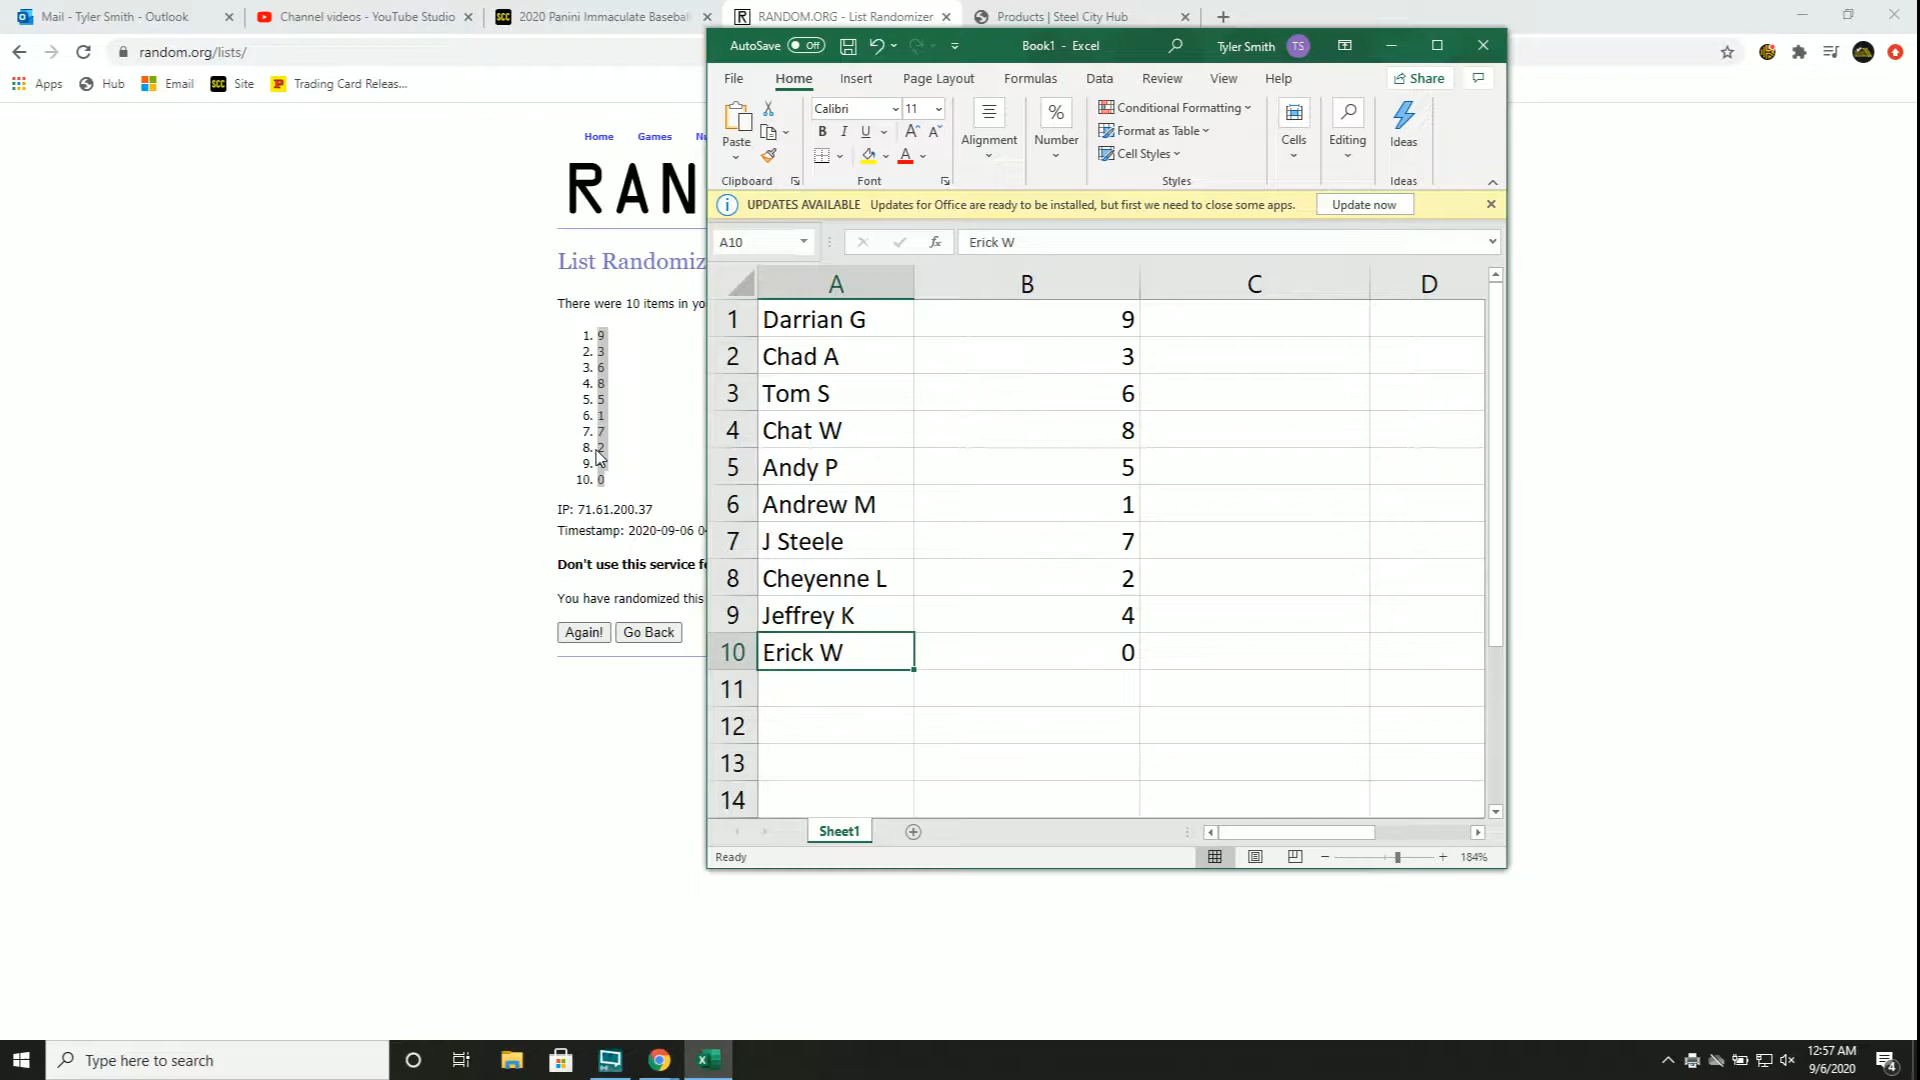 Mail - Tyler Smith - Outlook
Channel videos - YouTube Studio
2020 Panini Immaculate Baseba
RANDOM.ORG - List Randomizer
Products | Steel City Hub
random.org/lists/
Apps
Hub
Email
Site
Trading Card Releas...
Home Games
RAN
List Randomiz
There were 10 items in yo
1. 9
2. 3
3. 6
4. 8
5. 5
6. 1
7. 7
8. 2
9.
10. 0
IP: 71.61.200.37
Timestamp: 2020-09-06 0
Don't use this service f
You have randomized this
Again! Go Back
AutoSave Off
Book1 - Excel
Tyler Smith TS
File Home Insert Page Layout Formulas Data Review View Help Share
Paste
Clipboard
Calibri 11
B I U A A
A
Font
Alignment
% Number
Conditional Formatting
Format as Table
Cell Styles
Styles
Cells
Editing
Ideas
Ideas
UPDATES AVAILABLE Updates for Office are ready to be installed, but first we need to close some apps. Update now
A10 fx Erick W
A B C D
1 Darrian G 9
2 Chad A 3
3 Tom S 6
4 Chat W 8
5 Andy P 5
6 Andrew M 1
7 J Steele 7
8 Cheyenne L 2
9 Jeffrey K 4
10 Erick W 0
11
12
13
14
Sheet1
Ready
184%
Type here to search
12:57 AM
9/6/2020
4